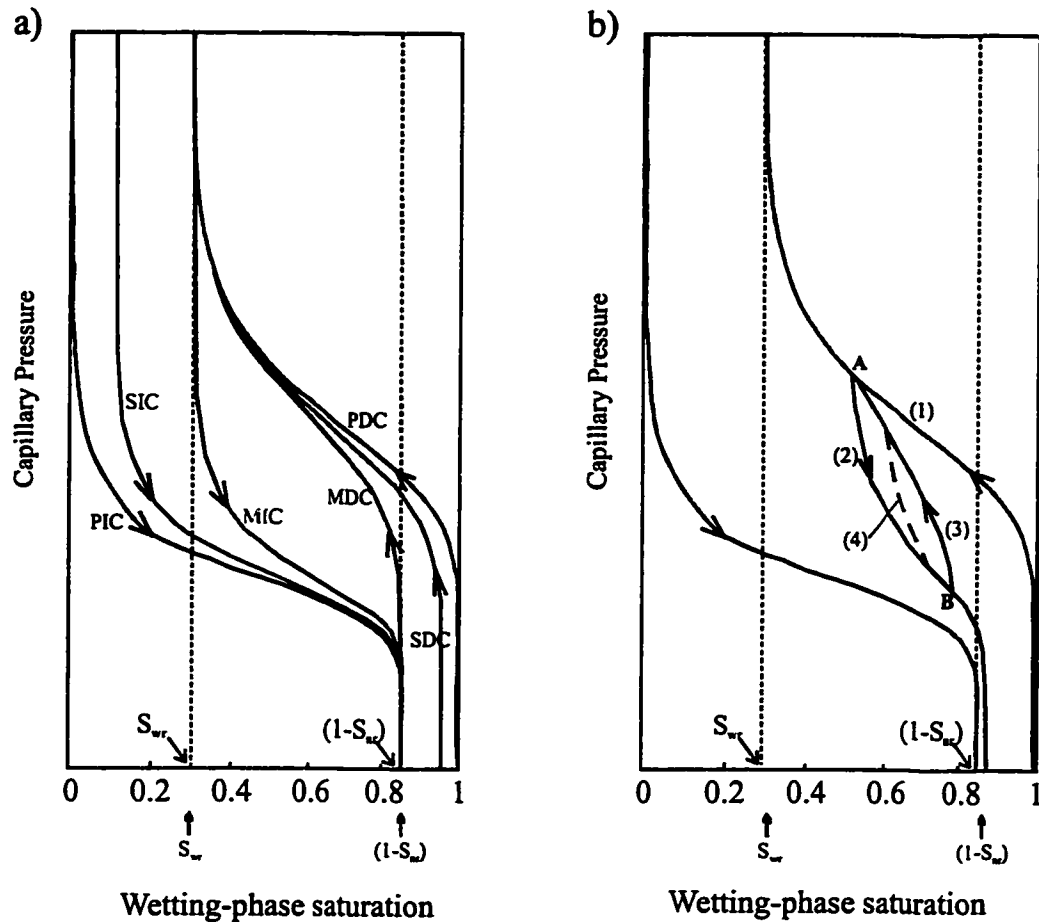 a)
Capillary Pressure
SIC
PIC
MIC
PDC
MDC
SDC
S_wr
(1-S_nr)
0 0.2 0.4 0.6 0.8 1
S_wr
(1-S_nr)
Wetting-phase saturation
b)
Capillary Pressure
A
(1)
(2)
(3)
(4)
B
S_wr
(1-S_nr)
0 0.2 0.4 0.6 0.8 1
S_wr
(1-S_nr)
Wetting-phase saturation